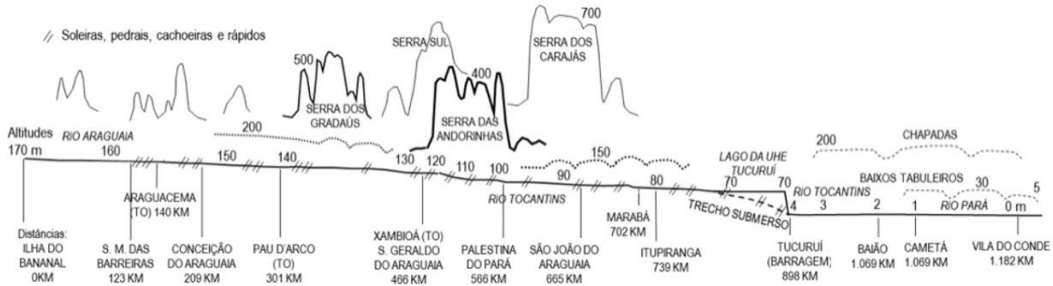 // Soleiras, pedrais, cachoeiras e rápidos
500
SERRA DOS
GRADAÚS
SERRA SUL
400
SERRA DAS
ANDORINHAS
700
SERRA DOS
CARAJÁS
Altitudes
170 m
RIO ARAGUAIA
160
200
150
140
130
120
110
100
RIO TOCANTINS
150
90
80
LAGO DA UHE
TUCURUÍ
70
70
TRECHO SUBMERSO
200
CHAPADAS
BAIXOS TABULEIROS
RIO TOCANTINS
30
5
4
3
2
1
RIO PARÁ
0 m
Distâncias:
ILHA DO
BANANAL
0KM
S. M. DAS
BARREIRAS
123 KM
ARAGUACEMA
(TO) 140 KM
CONCEIÇÃO
DO ARAGUAIA
209 KM
PAU D'ARCO
(TO)
301 KM
XAMBIOÁ (TO)
S. GERALDO
DO ARAGUAIA
466 KM
PALESTINA
DO PARÁ
566 KM
SÃO JOÃO DO
ARAGUAIA
665 KM
MARABÁ
702 KM
ITUPIRANGA
739 KM
TUCURUÍ
(BARRAGEM)
898 KM
BAIÃO
1.069 KM
CAMETÁ
1.069 KM
VILA DO CONDE
1.182 KM